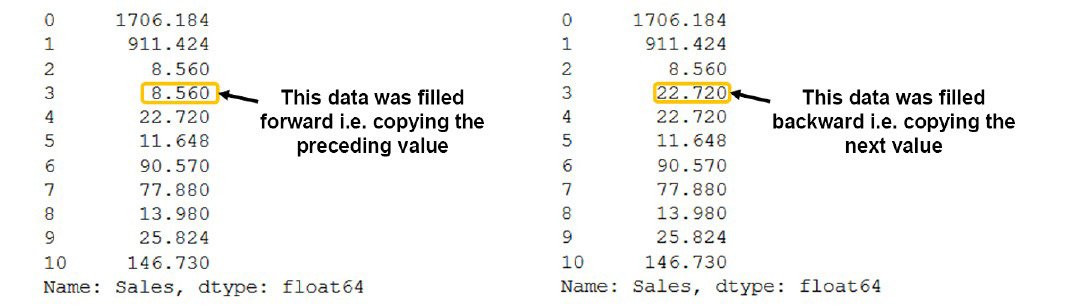 0 1706.184
1 911.424
2 8.560
3 8.560
4 22.720
5 11.648
6 90.570
7 77.880
8 13.980
9 25.824
10 146.730
Name: Sales, dtype: float64
This data was filled
forward i.e. copying the
preceding value
0 1706.184
1 911.424
2 8.560
3 22.720
4 22.720
5 11.648
6 90.570
7 77.880
8 13.980
9 25.824
10 146.730
Name: Sales, dtype: float64
This data was filled
backward i.e. copying the
next value